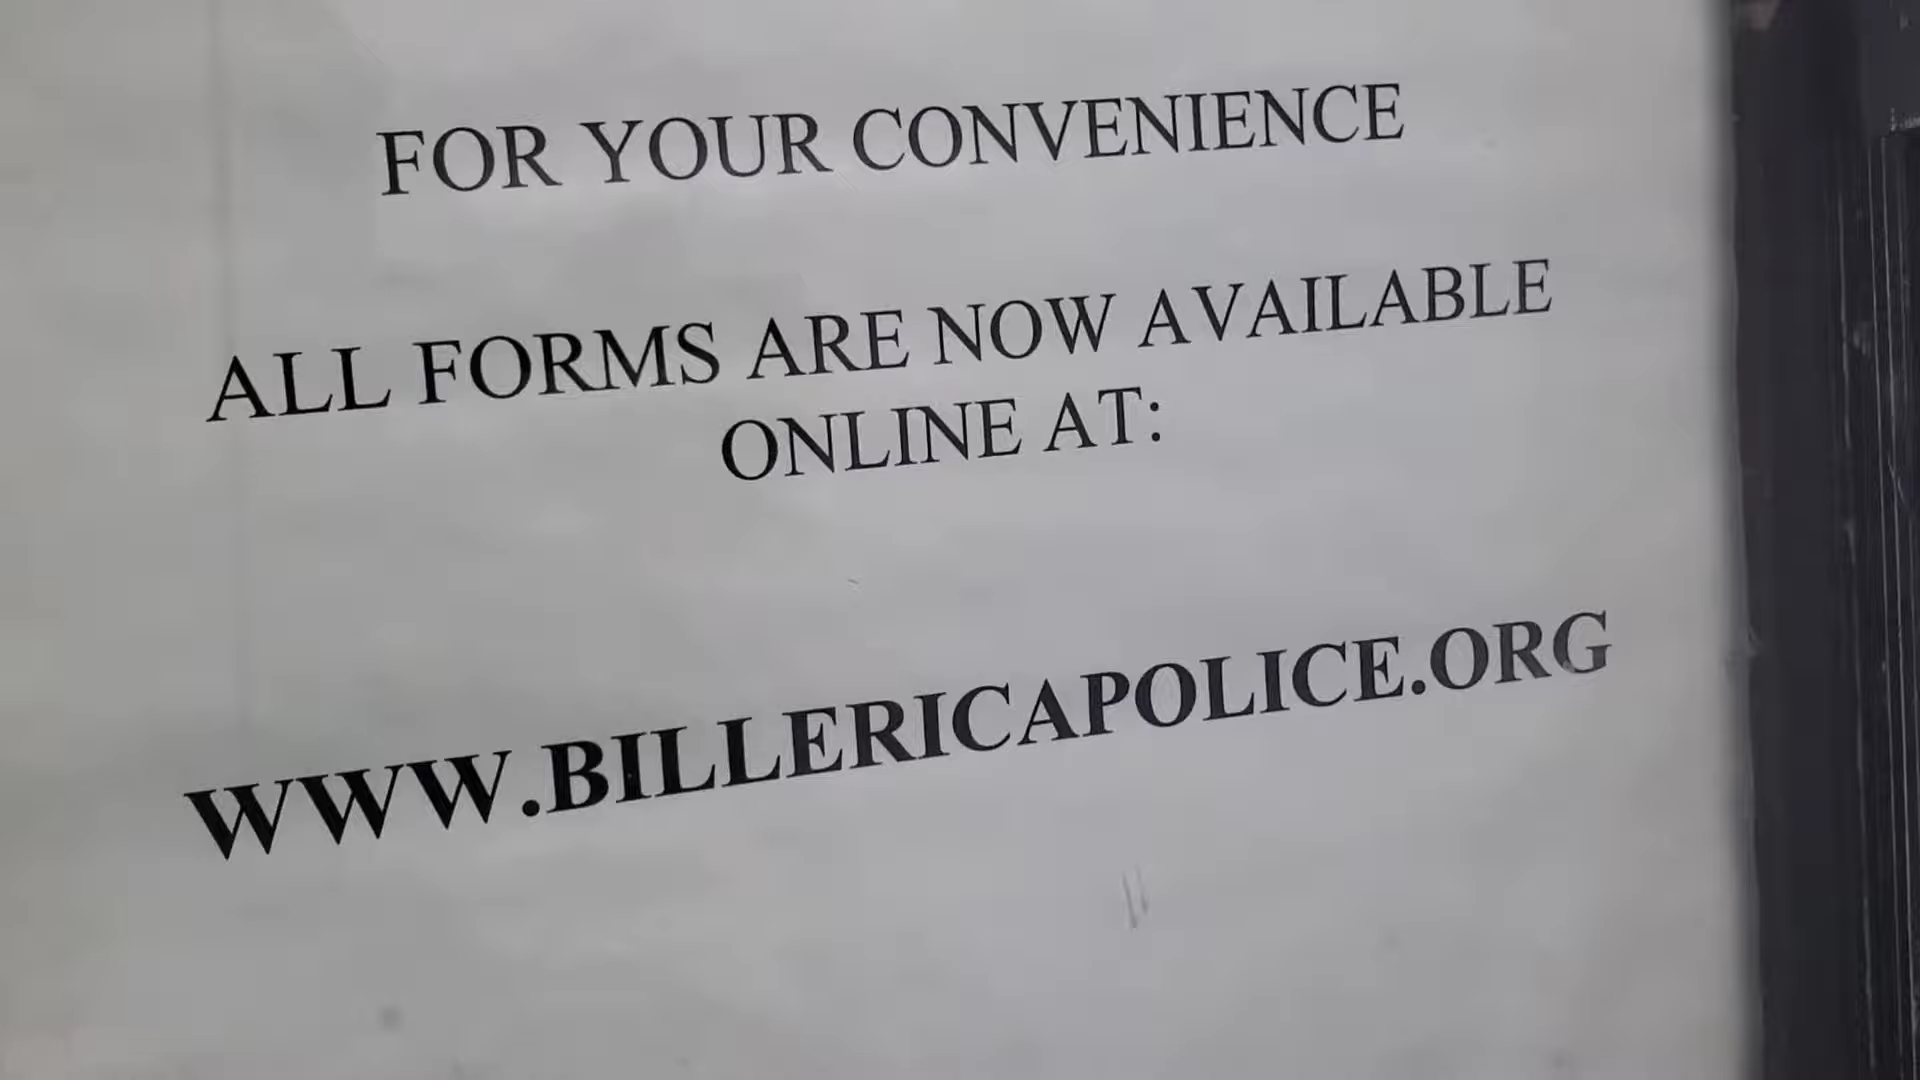 FOR YOUR CONVENIENCE
ALL FORMS ARE NOW AVAILABLE
ONLINE AT:
WWW.BILLERICAPOLICE.ORG